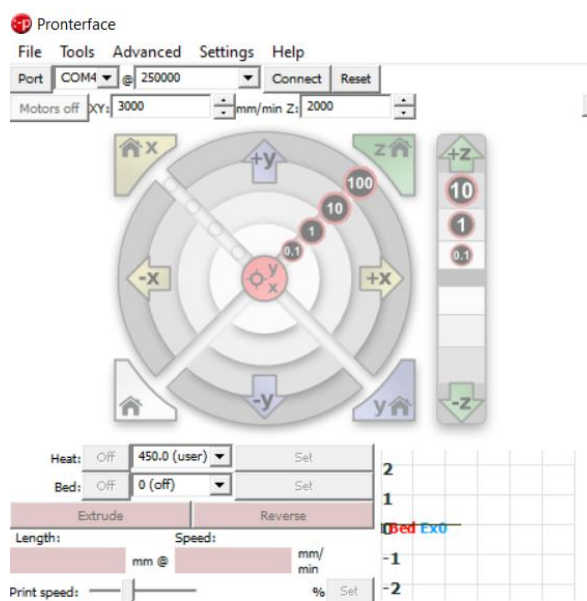 Pronterface
File Tools Advanced Settings Help
Port COM4 @ 250000 Connect Reset
Motors off XY: 3000 mm/min Z: 2000
x +y z +z
100 10
10 1
1 0.1
0.1
-x y x +x
-y y -z
Heat: Off 450.0 (user) Set
Bed: Off 0 (off) Set
Extrude Reverse
Length: Speed:
mm @ mm/
min
Print speed: % Set
2
1
0 Bed Ex0
-1
-2